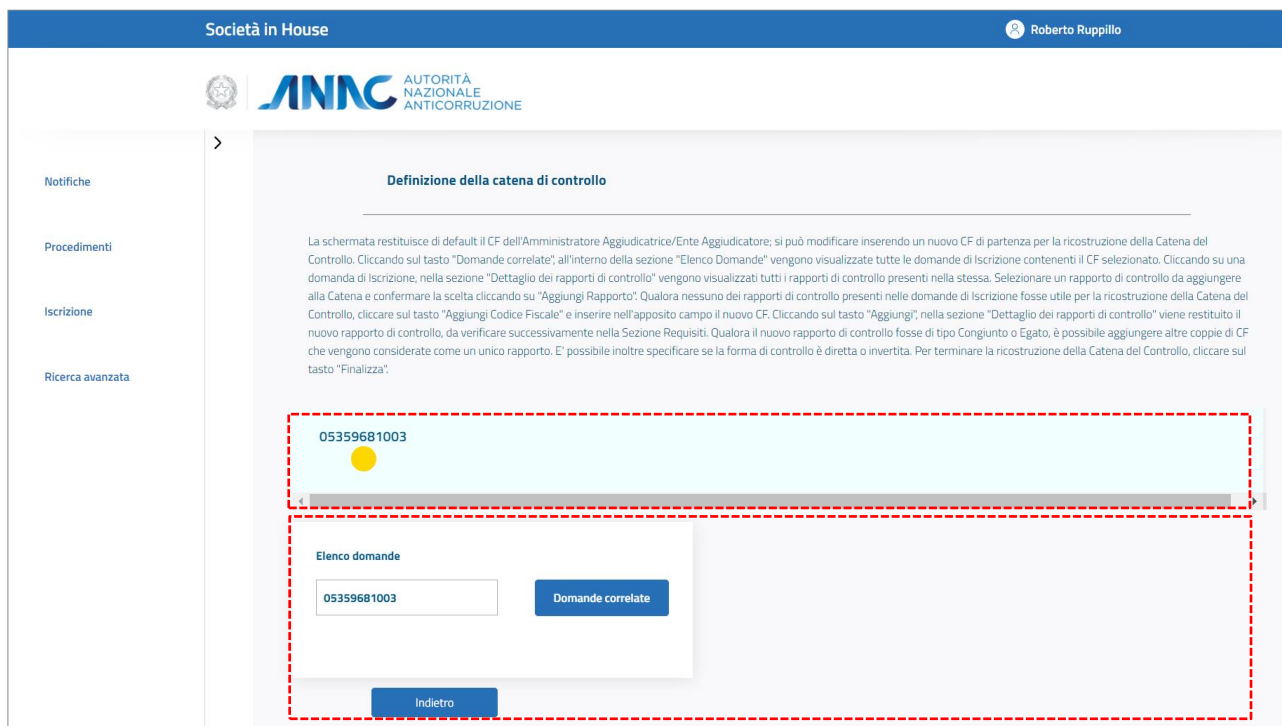 Società in House
Roberto Ruppillo
ANAC
AUTORITÀ
NAZIONALE
ANTICORRUZIONE
Notifiche
Procedimenti
Iscrizione
Ricerca avanzata
Definizione della catena di controllo
La schermata restituisce di default il CF dell'Amministratore Aggiudicatrice/Ente Aggiudicatore; si può modificare inserendo un nuovo CF di partenza per la ricostruzione della Catena del
Controllo. Cliccando sul tasto "Domande correlate", all'interno della sezione "Elenco Domande" vengono visualizzate tutte le domande di Iscrizione contenenti il CF selezionato. Cliccando su una
domanda di Iscrizione, nella sezione "Dettaglio dei rapporti di controllo" vengono visualizzati tutti i rapporti di controllo presenti nella stessa. Selezionare un rapporto di controllo da aggiungere
alla Catena e confermare la scelta cliccando su "Aggiungi Rapporto". Qualora nessuno dei rapporti di controllo presenti nelle domande di Iscrizione fosse utile per la ricostruzione della Catena del
Controllo, cliccare sul tasto "Aggiungi Codice Fiscale" e inserire nell'apposito campo il nuovo CF. Cliccando sul tasto "Aggiungi", nella sezione "Dettaglio dei rapporti di controllo" viene restituito il
nuovo rapporto di controllo, da verificare successivamente nella Sezione Requisiti. Qualora il nuovo rapporto di controllo fosse di tipo Congiunto o Egato, è possibile aggiungere altre coppie di CF
che vengono considerate come un unico rapporto. E' possibile inoltre specificare se la forma di controllo è diretta o invertita. Per terminare la ricostruzione della Catena del Controllo, cliccare sul
tasto "Finalizza".
05359681003
Elenco domande
05359681003
Domande correlate
Indietro